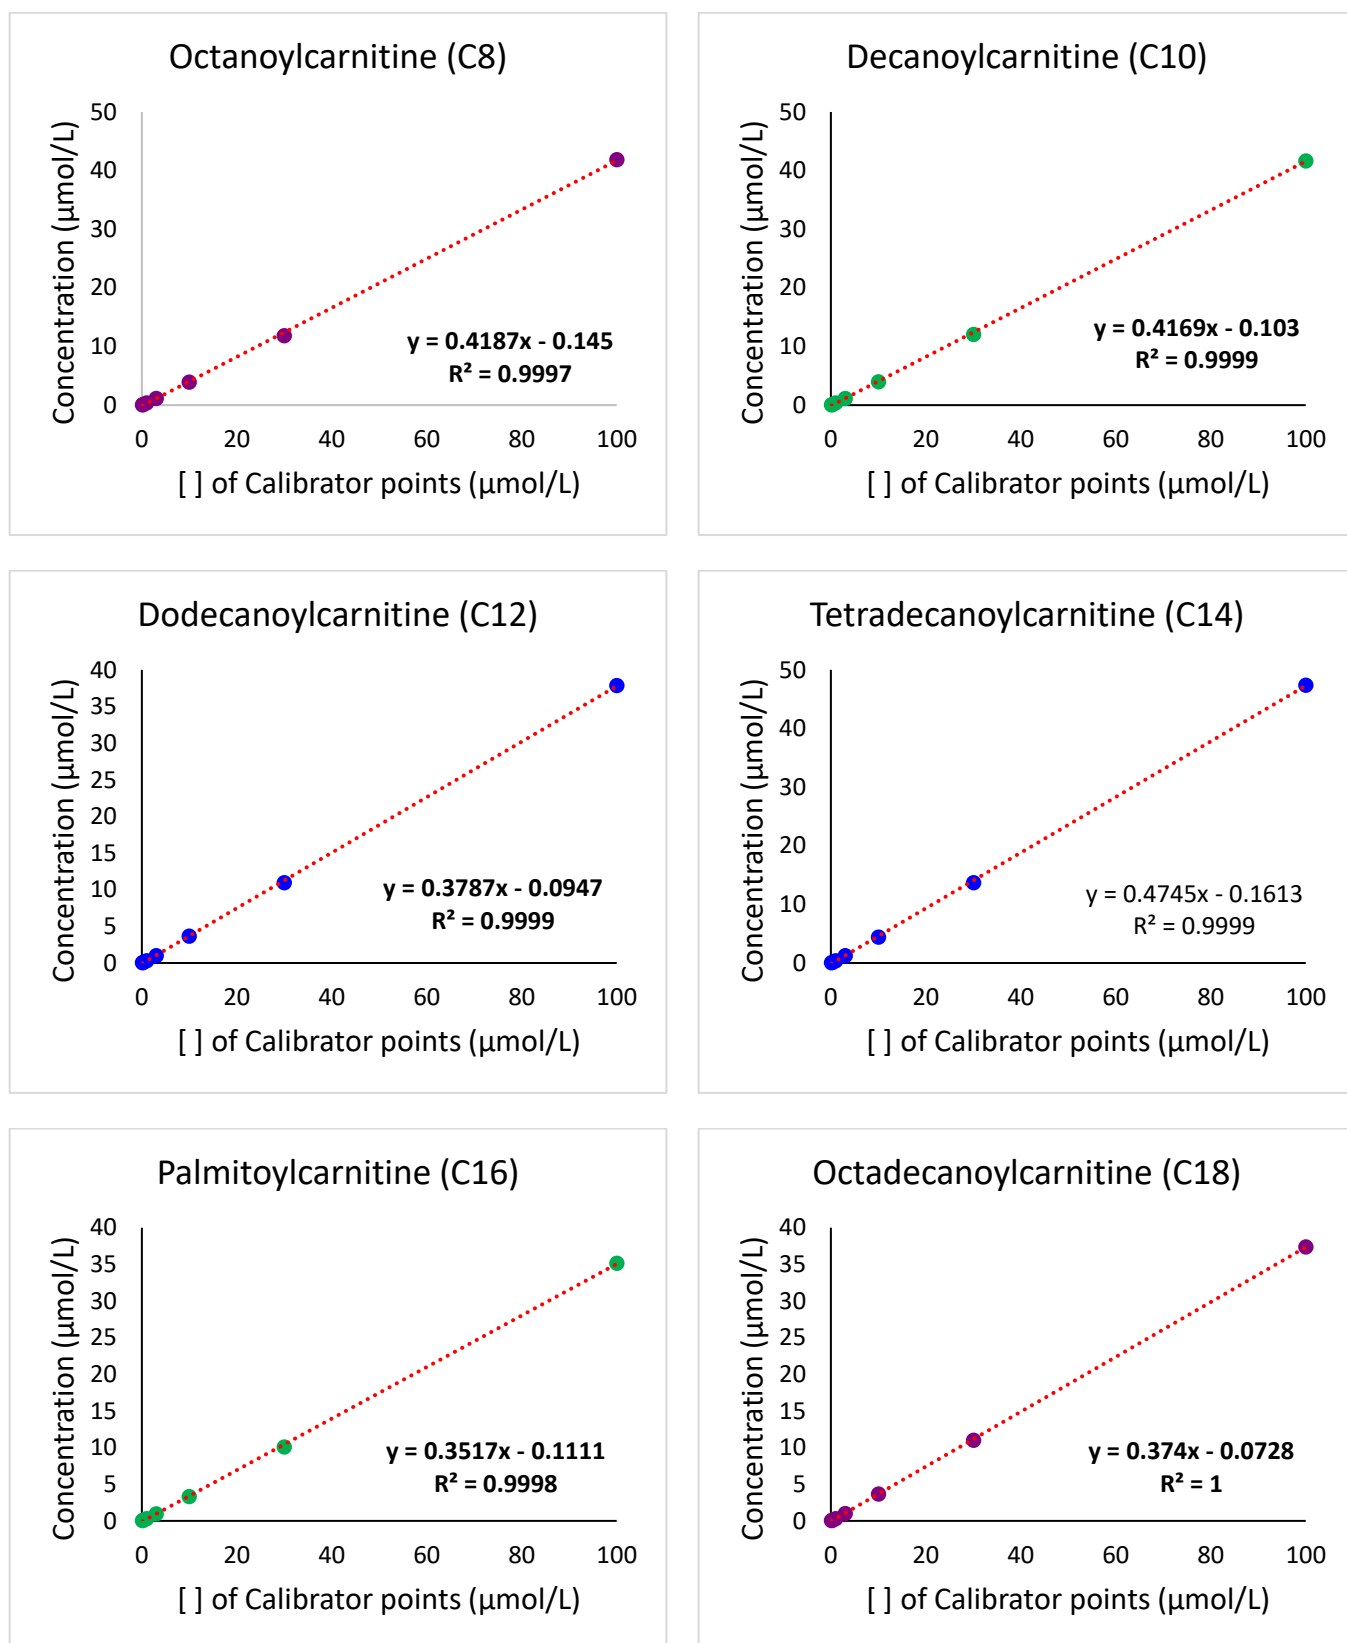 Octanoylcarnitine (C8)
Concentration (µmol/L)
50
40
30
20
10
0
y = 0.4187x - 0.145
R² = 0.9997
0 20 40 60 80 100
[ ] of Calibrator points (µmol/L)
Decanoylcarnitine (C10)
Concentration (µmol/L)
50
40
30
20
10
0
y = 0.4169x - 0.103
R² = 0.9999
0 20 40 60 80 100
[ ] of Calibrator points (µmol/L)
Dodecanoylcarnitine (C12)
Concentration (µmol/L)
40
35
30
25
20
15
10
5
0
y = 0.3787x - 0.0947
R² = 0.9999
0 20 40 60 80 100
[ ] of Calibrator points (µmol/L)
Tetradecanoylcarnitine (C14)
Concentration (µmol/L)
50
40
30
20
10
0
y = 0.4745x - 0.1613
R² = 0.9999
0 20 40 60 80 100
[ ] of Calibrator points (µmol/L)
Palmitoylcarnitine (C16)
Concentration (µmol/L)
40
35
30
25
20
15
10
5
0
y = 0.3517x - 0.1111
R² = 0.9998
0 20 40 60 80 100
[ ] of Calibrator points (µmol/L)
Octadecanoylcarnitine (C18)
Concentration (µmol/L)
40
35
30
25
20
15
10
5
0
y = 0.374x - 0.0728
R² = 1
0 20 40 60 80 100
[ ] of Calibrator points (µmol/L)